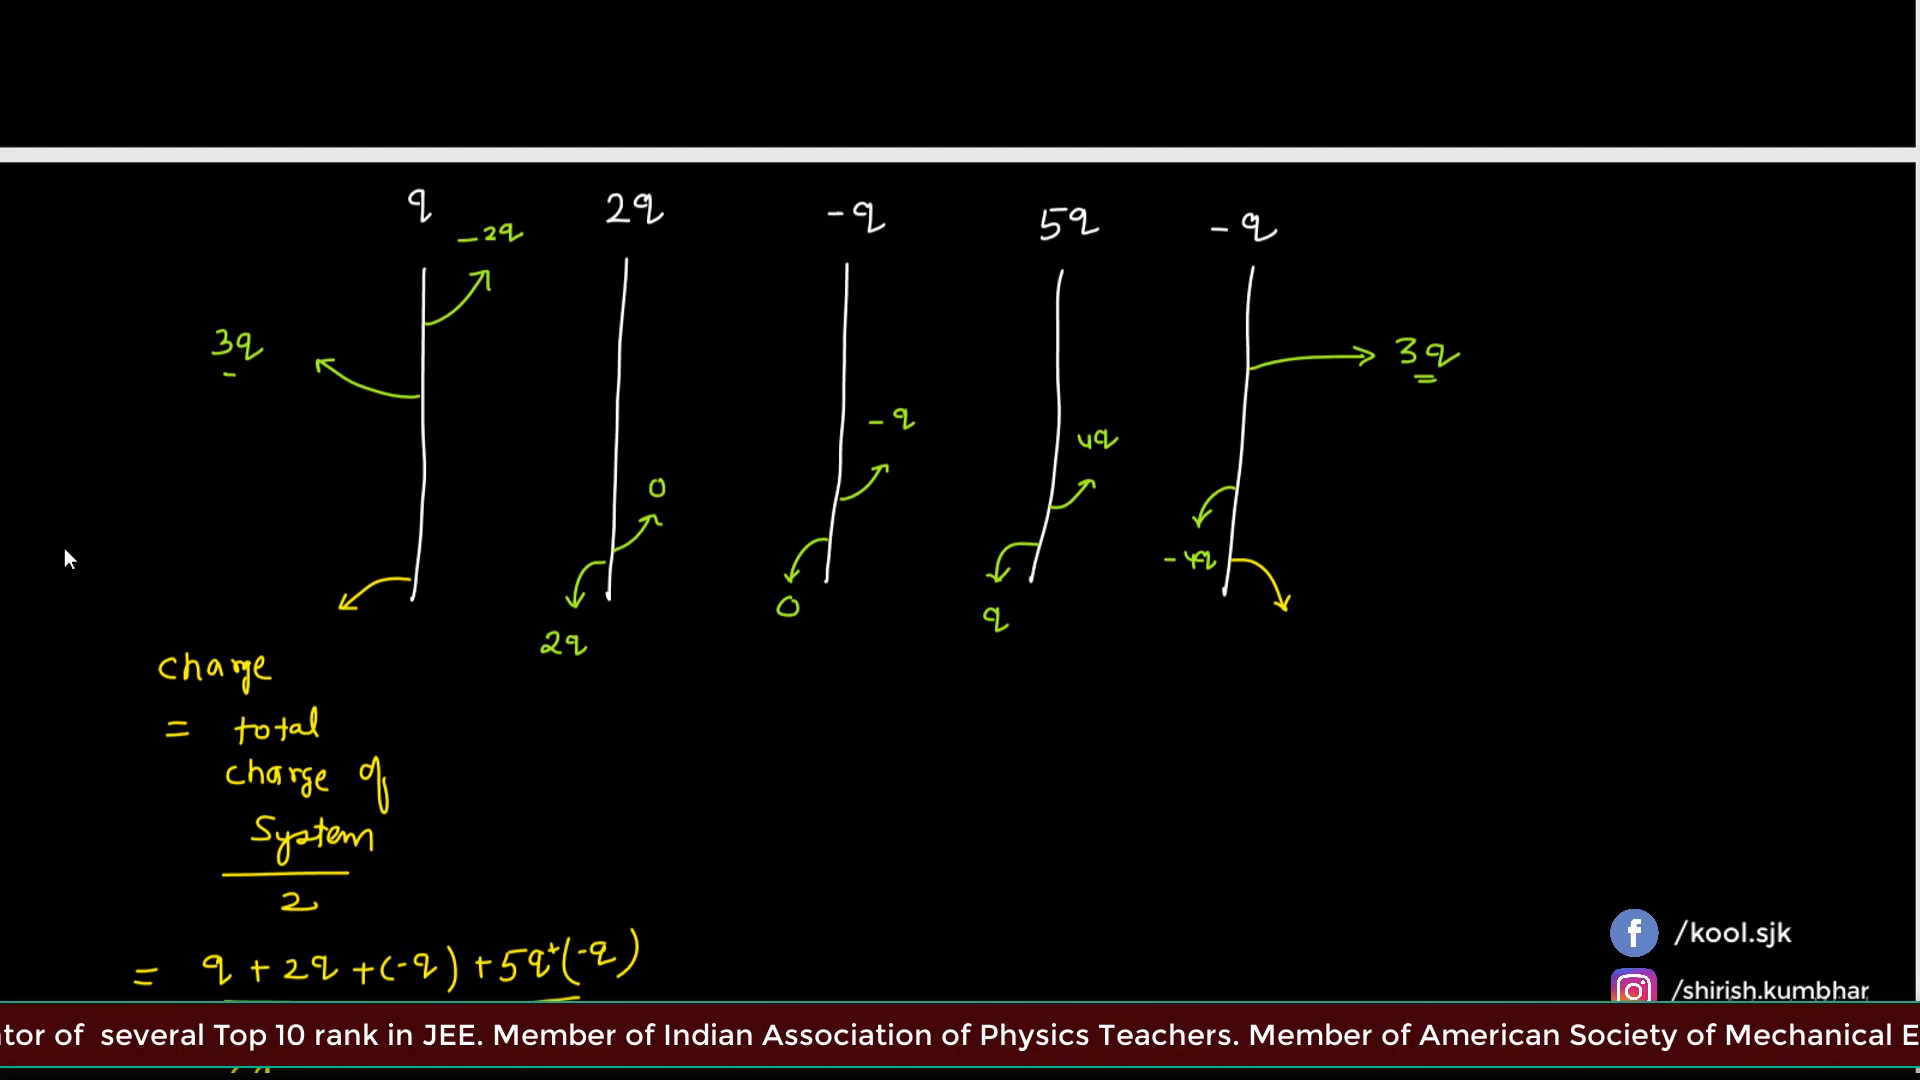 q 2q -q 5q -q
-2q
3q 3q
-q 4q
0
-4q
0 q
2q
charge
= total
charge of
System
2
= q + 2q + (-q) + 5q + (-q)
/kool.sjk
/shirish.kumbhar
ator of several Top 10 rank in JEE. Member of Indian Association of Physics Teachers. Member of American Society of Mechanical E